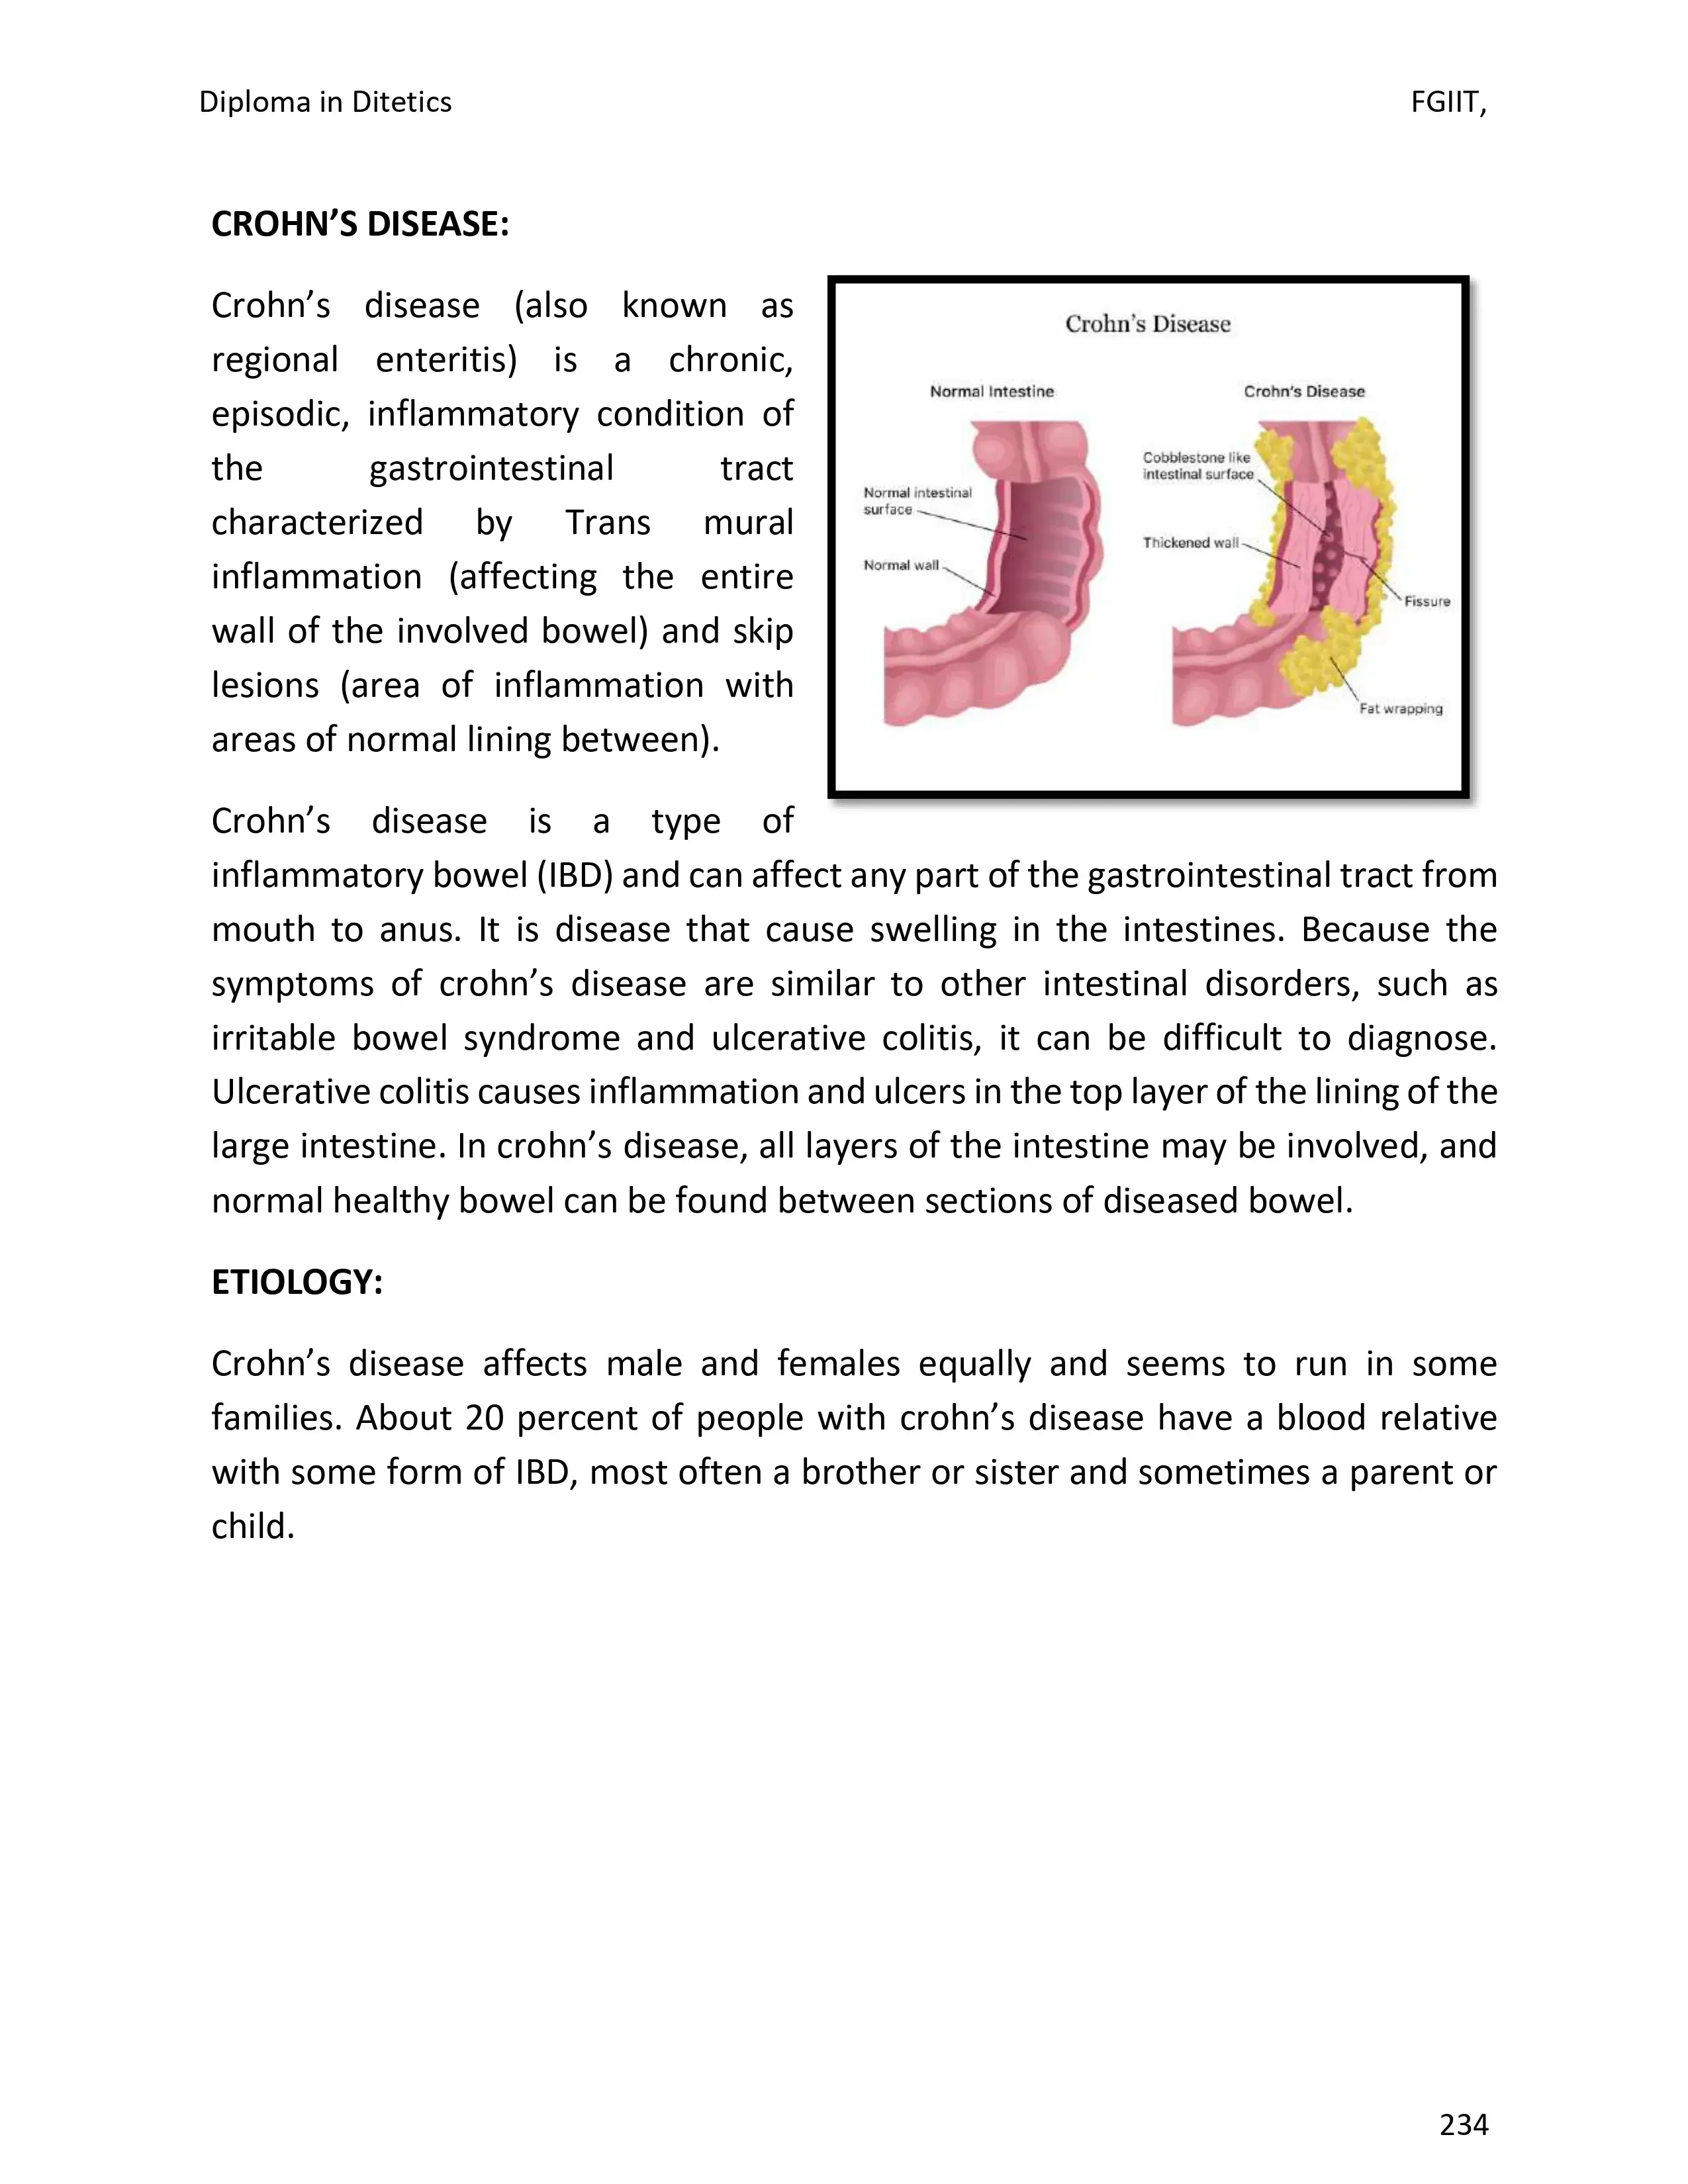 Diploma in Ditetics FGIIT,
CROHN’S DISEASE:
Crohn’s disease (also known as
regional enteritis) is a chronic,
episodic, inflammatory condition of
the gastrointestinal tract
characterized by Trans mural
inflammation (affecting the entire
wall of the involved bowel) and skip
lesions (area of inflammation with
areas of normal lining between).
Crohn’s Disease
Normal Intestine
Normal intestinal
surface
Normal wall
Crohn’s Disease
Cobblestone like
intestinal surface
Thickened wall
Fissure
Fat wrapping
Crohn’s disease is a type of
inflammatory bowel (IBD) and can affect any part of the gastrointestinal tract from
mouth to anus. It is disease that cause swelling in the intestines. Because the
symptoms of crohn’s disease are similar to other intestinal disorders, such as
irritable bowel syndrome and ulcerative colitis, it can be difficult to diagnose.
Ulcerative colitis causes inflammation and ulcers in the top layer of the lining of the
large intestine. In crohn’s disease, all layers of the intestine may be involved, and
normal healthy bowel can be found between sections of diseased bowel.
ETIOLOGY:
Crohn’s disease affects male and females equally and seems to run in some
families. About 20 percent of people with crohn’s disease have a blood relative
with some form of IBD, most often a brother or sister and sometimes a parent or
child.
234